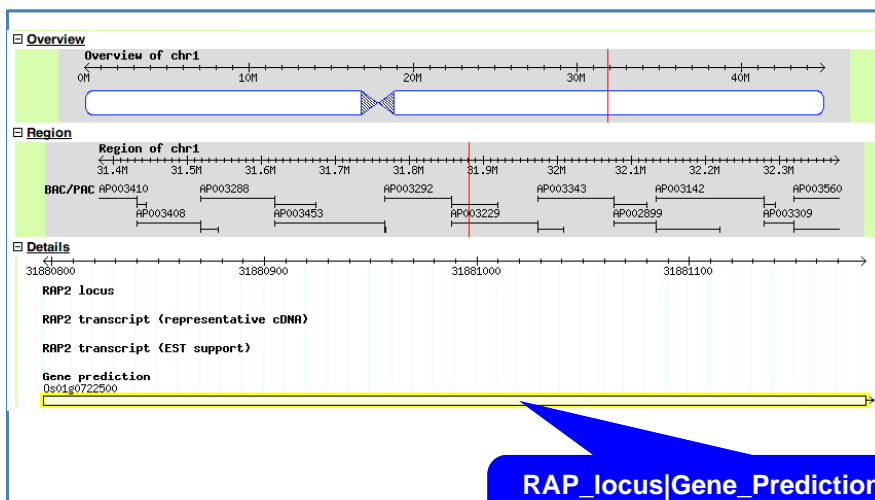 Overview
Overview of chr1
0M 10M 20M 30M 40M
Region
Region of chr1
31.4M 31.5M 31.6M 31.7M 31.8M 31.9M 32M 32.1M 32.2M 32.3M
BAC/PAC AP003410 AP003288 AP003292 AP003343 AP003142 AP003560
AP003408 AP003453 AP003229 AP002899 AP003309
Details
31880800 31880900 31881000 31881100
RAP2 locus
RAP2 transcript (representative cDNA)
RAP2 transcript (EST support)
Gene prediction
Os01g0722500
RAP_locus|Gene_Prediction